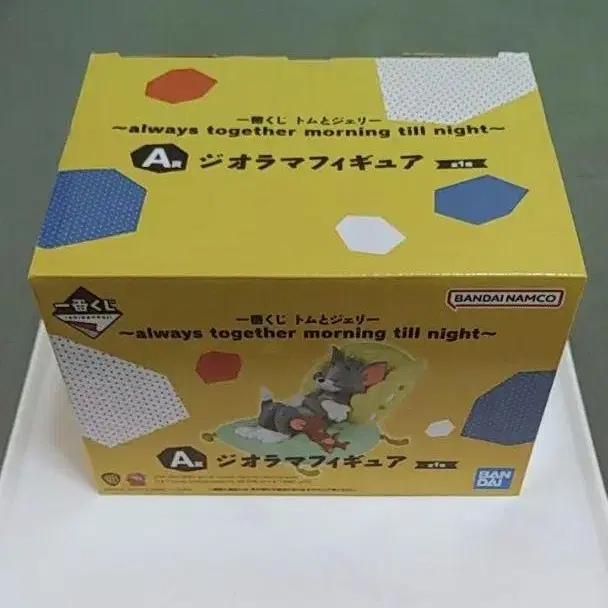 一番くじ トムとジェリー
～always together morning till night～
A賞 ジオラマフィギュア 全1種
一番くじ
BANDAI NAMCO
一番くじ トムとジェリー
～always together morning till night～
A賞 ジオラマフィギュア 全1種
BAN
DAI